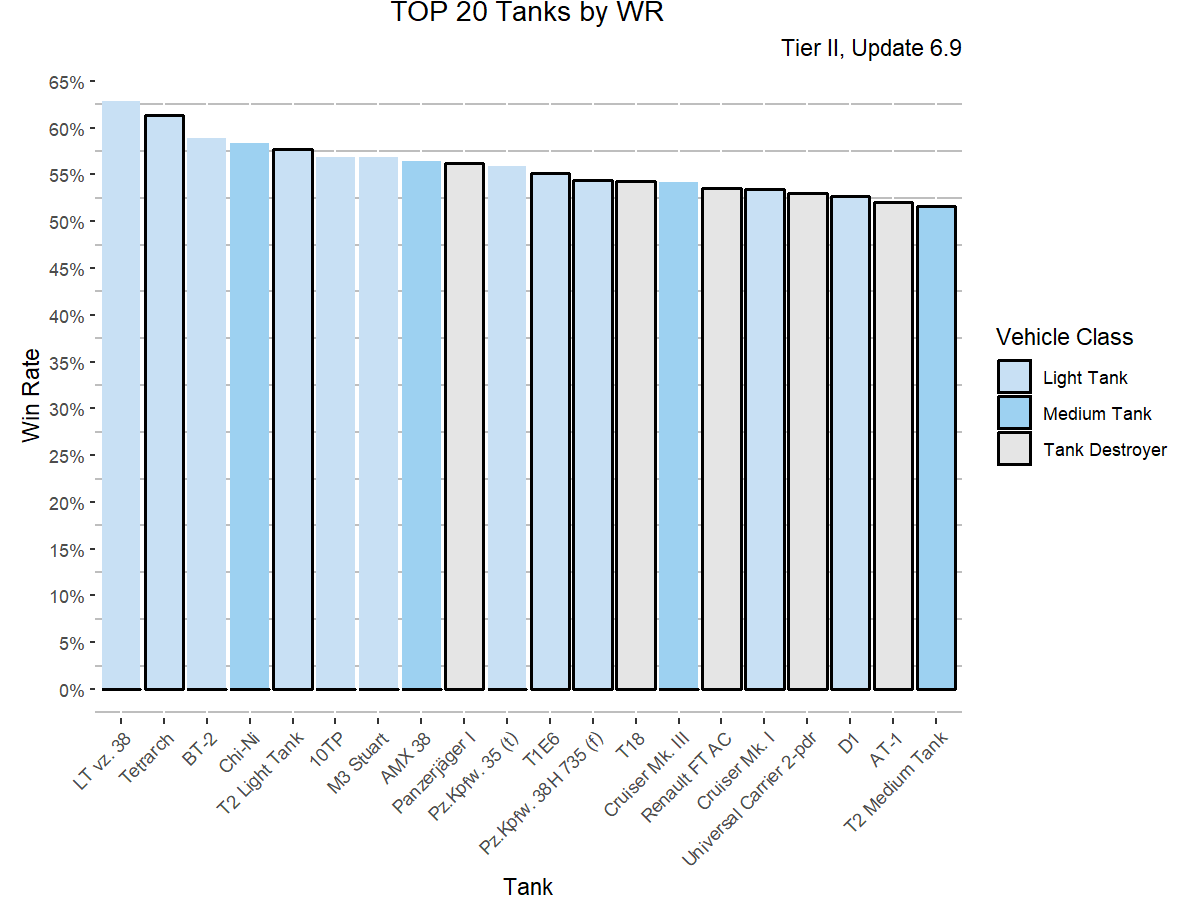 TOP 20 Tanks by WR
Tier II, Update 6.9
65%
60%
55%
50%
45%
40%
35%
30%
25%
20%
15%
10%
5%
0%
Win Rate
LT vz. 38
Tetrarch
BT-2
Chi-Ni
T2 Light Tank
10TP
M3 Stuart
AMX 38
Panzerjäger I
Pz.Kpfw. 35 (t)
T1E6
Pz.Kpfw. 38H 735 (f)
T18
Cruiser Mk. III
Renault FT AC
Cruiser Mk. I
Universal Carrier 2-pdr
D1
AT-1
T2 Medium Tank
Tank
Vehicle Class
Light Tank
Medium Tank
Tank Destroyer